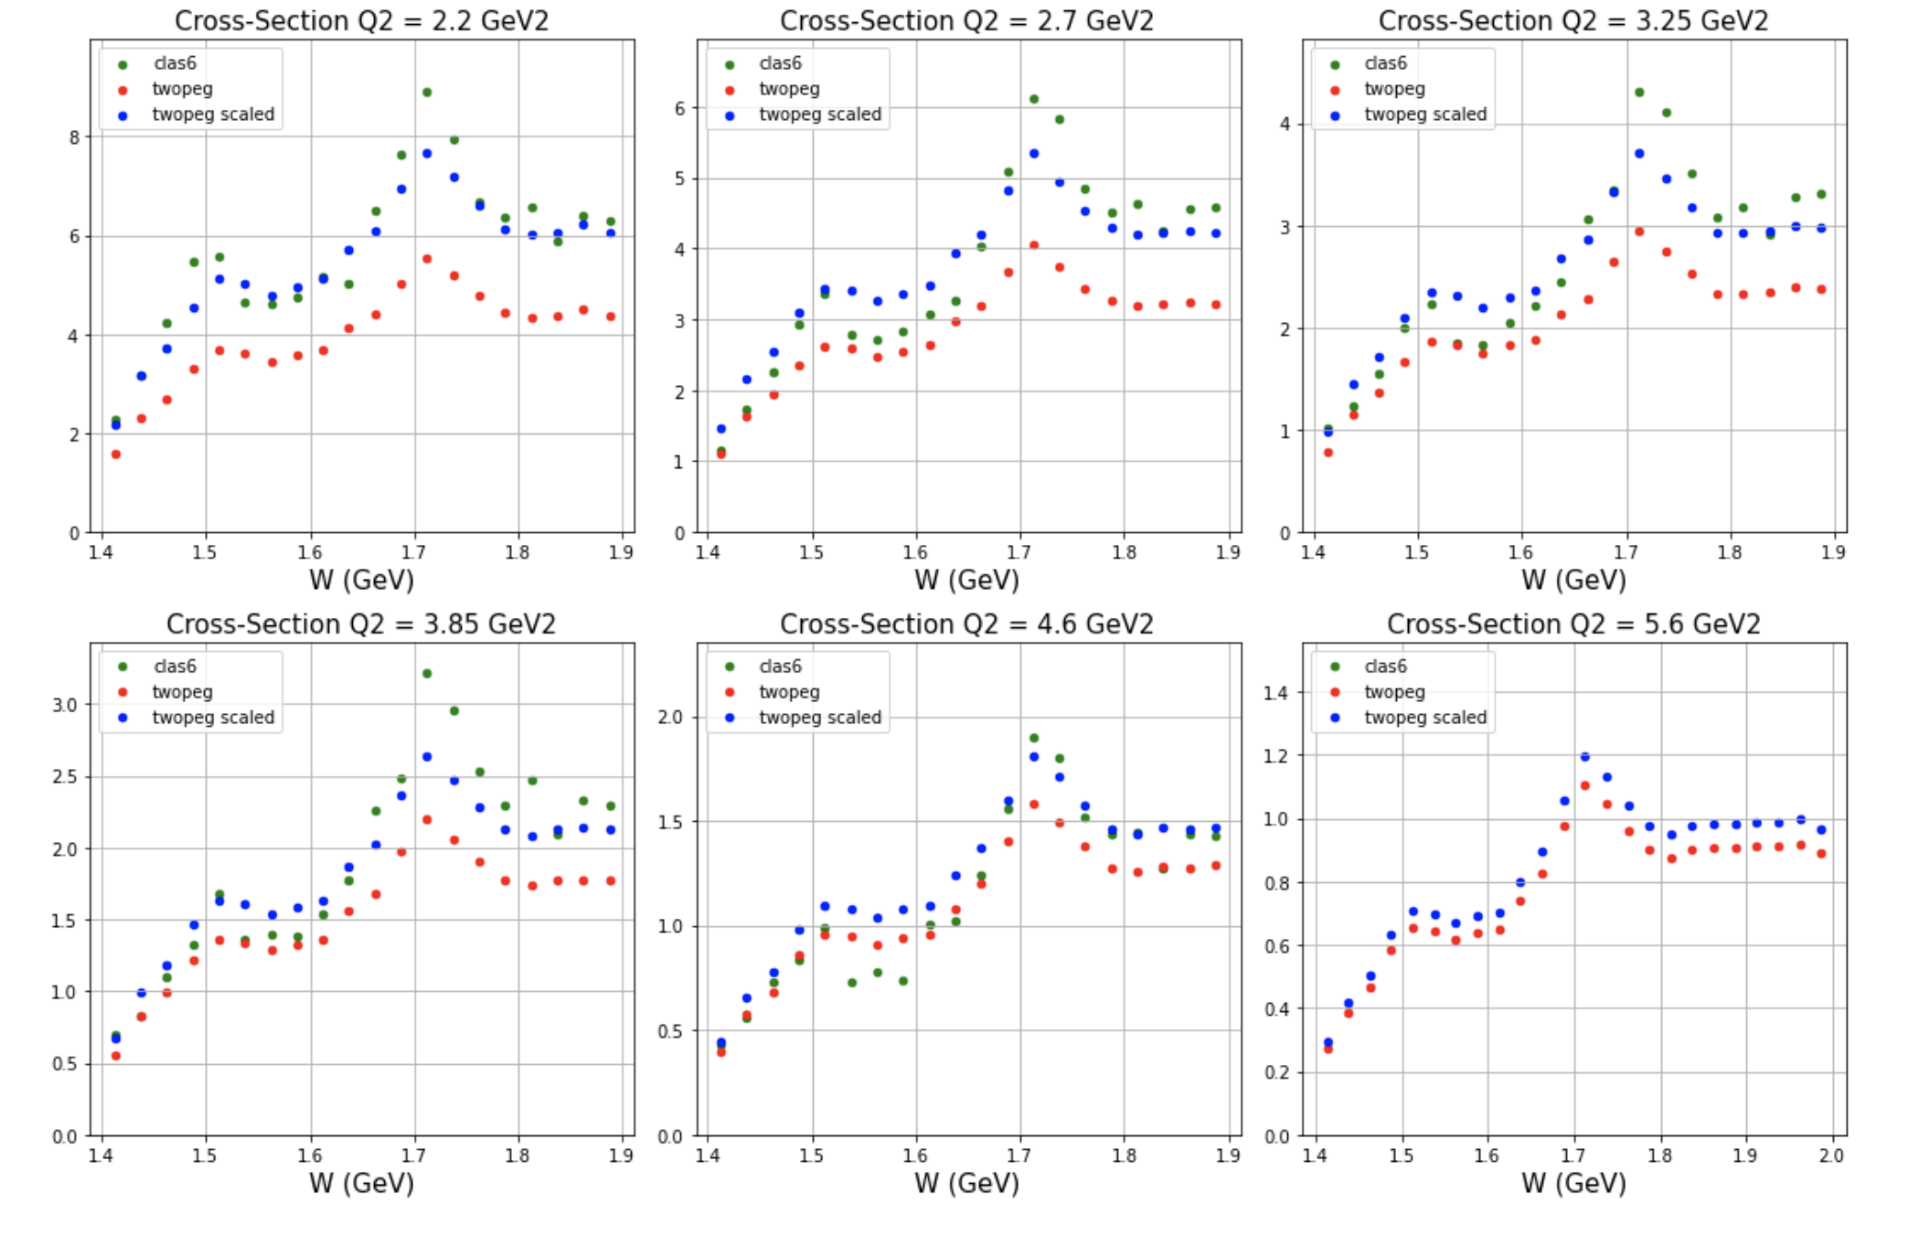 Cross-Section Q2 = 2.2 GeV2
clas6
twopeg
twopeg scaled
8
6
4
2
0
1.4 1.5 1.6 1.7 1.8 1.9
W (GeV)
Cross-Section Q2 = 2.7 GeV2
clas6
twopeg
twopeg scaled
6
5
4
3
2
1
0
1.4 1.5 1.6 1.7 1.8 1.9
W (GeV)
Cross-Section Q2 = 3.25 GeV2
clas6
twopeg
twopeg scaled
4
3
2
1
0
1.4 1.5 1.6 1.7 1.8 1.9
W (GeV)
Cross-Section Q2 = 3.85 GeV2
clas6
twopeg
twopeg scaled
3.0
2.5
2.0
1.5
1.0
0.5
0.0
1.4 1.5 1.6 1.7 1.8 1.9
W (GeV)
Cross-Section Q2 = 4.6 GeV2
clas6
twopeg
twopeg scaled
2.0
1.5
1.0
0.5
0.0
1.4 1.5 1.6 1.7 1.8 1.9
W (GeV)
Cross-Section Q2 = 5.6 GeV2
clas6
twopeg
twopeg scaled
1.4
1.2
1.0
0.8
0.6
0.4
0.2
0.0
1.4 1.5 1.6 1.7 1.8 1.9 2.0
W (GeV)